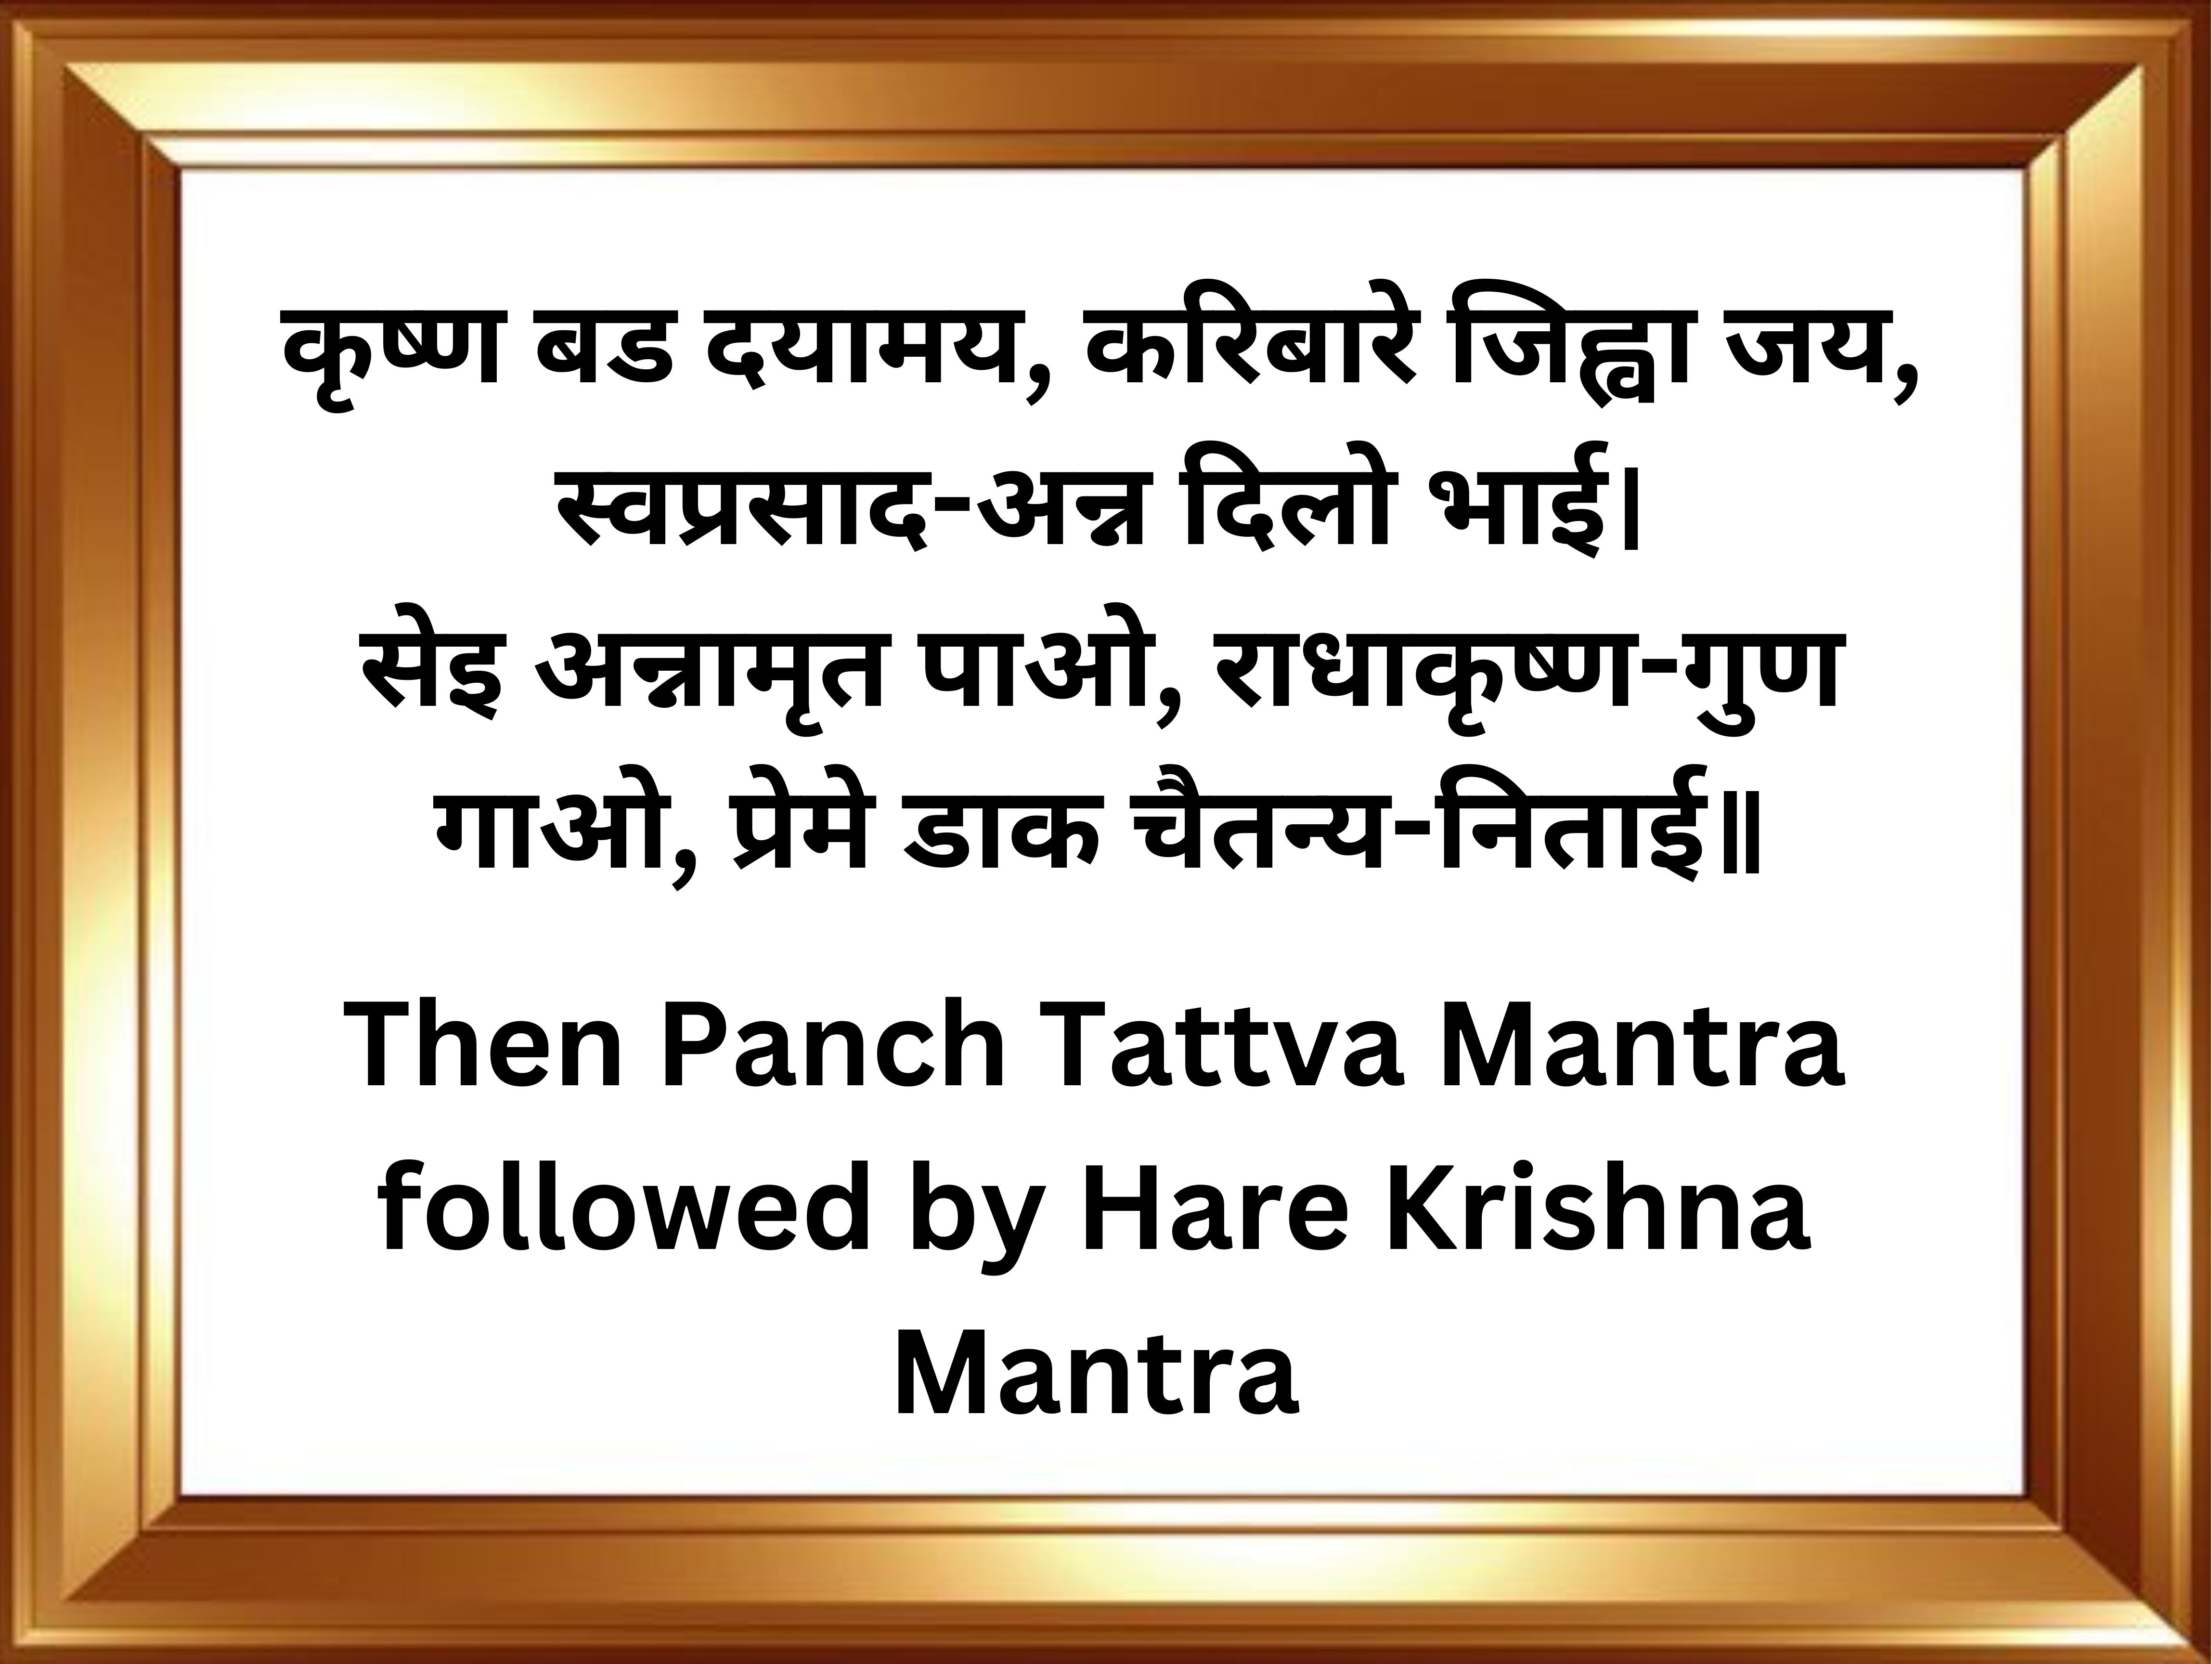 कृष्ण बड दयामय, करिबारे जिह्वा जय,
स्वप्रसाद-अन्न दिलो भाई।
सेइ अन्नामृत पाओ, राधाकृष्ण-गुण
गाओ, प्रेमे डाक चैतन्य-निताई॥
Then Panch Tattva Mantra
followed by Hare Krishna
Mantra